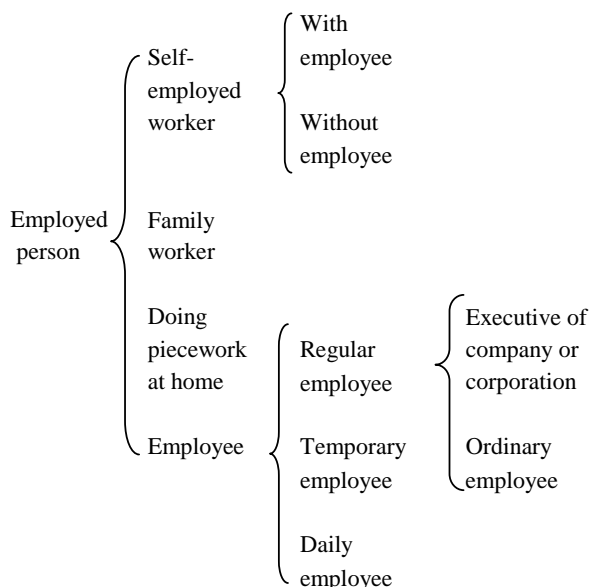 With
employee
Self-
employed
worker
Without
employee
Employed
person
Family
worker
Doing
piecework
at home
Regular
employee
Executive of
company or
corporation
Employee
Temporary
employee
Ordinary
employee
Daily
employee